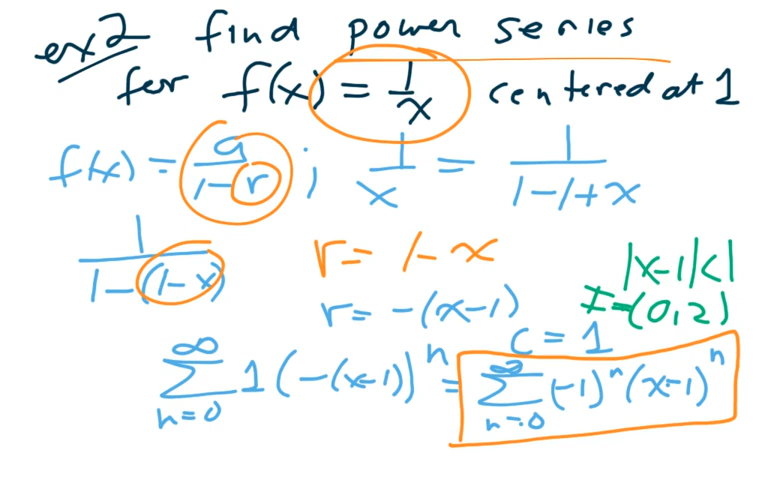 ex2 find power series
for f(x) = 1/x centered at 1
f(x) = a/(1-r) ; 1/x = 1/(1-1+x)
1/(1-(1-x)) r = 1-x |x-1|<1
r = -(x-1) I=(0,2)
c = 1
∞∑n=0 1(-(x-1))^n = ∞∑n=0 (-1)^n (x-1)^n